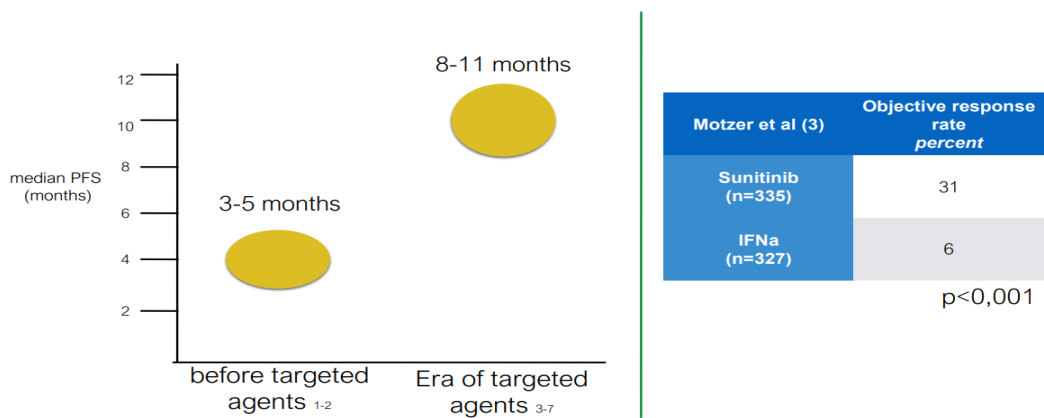 12
10
8
6
4
2
median PFS
(months)
3-5 months
8-11 months
before targeted
agents 1-2
Era of targeted
agents 3-7
Motzer et al (3)
Objective response
rate
percent
Sunitinib
(n=335)
31
IFNa
(n=327)
6
p<0,001